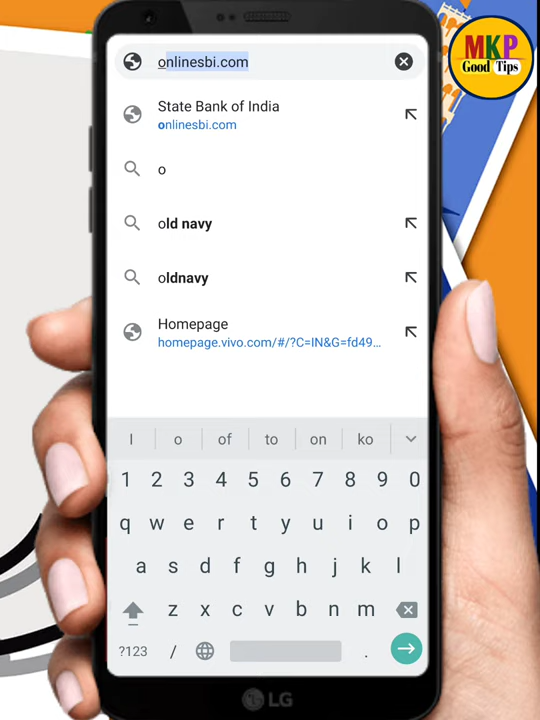 onlinesbi.com
MKP
Good Tips
State Bank of India
onlinesbi.com
o
old navy
oldnavy
Homepage
homepage.vivo.com/#/?C=IN&G=fd49...
I o of to on ko
1 2 3 4 5 6 7 8 9 0
q w e r t y u i o p
a s d f g h j k l
z x c v b n m
?123 / .
LG